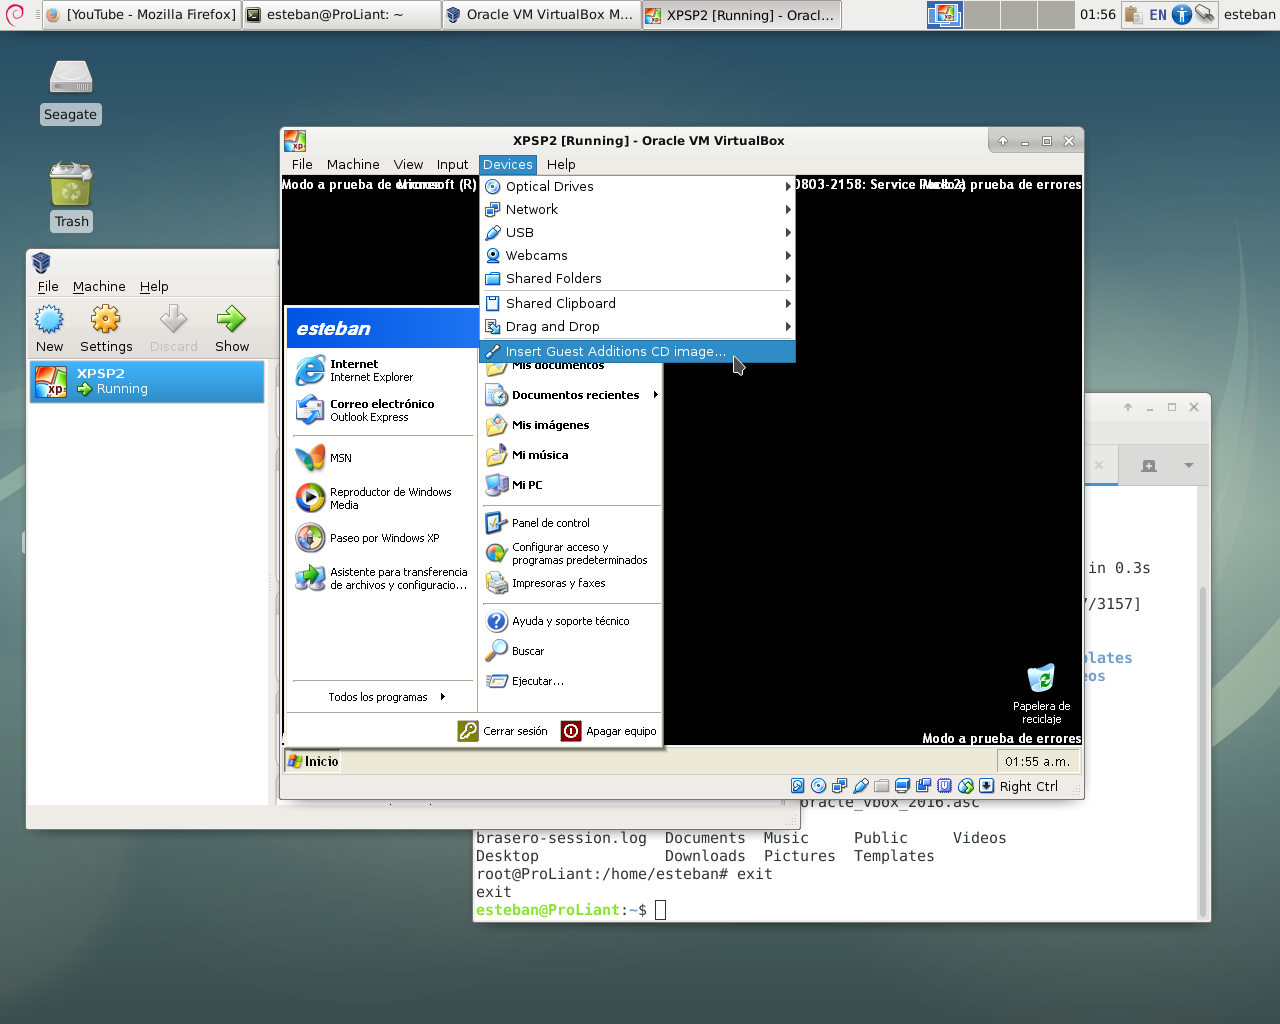 [YouTube - Mozilla Firefox]
esteban@ProLiant: ~
Oracle VM VirtualBox M...
XPSP2 [Running] - Oracl...
01:56
EN
esteban
Seagate
Trash
File Machine Help
New Settings Discard Show
XPSP2
Running
XPSP2 [Running] - Oracle VM VirtualBox
File Machine View Input Devices Help
Modo a prueba de
Microsoft (R)
0803-2158: Service
a prueba de errores
Optical Drives
Network
USB
Webcams
Shared Folders
Shared Clipboard
Drag and Drop
Insert Guest Additions CD image...
esteban
Internet
Internet Explorer
Correo electrónico
Outlook Express
MSN
Reproductor de Windows
Media
Paseo por Windows XP
Asistente para transferencia
de archivos y configuracio...
Todos los programas
Mis documentos
Documentos recientes
Mis imágenes
Mi música
Mi PC
Panel de control
Configurar acceso y
programas predeterminados
Impresoras y faxes
Ayuda y soporte técnico
Buscar
Ejecutar...
Cerrar sesión
Apagar equipo
Papelera de
reciclaje
Modo a prueba de errores
Inicio
01:55 a.m.
Right Ctrl
in 0.3s
7/3157]
plates
eos
oracle_vbox_2016.asc
brasero-session.log Documents Music Public Videos
Desktop Downloads Pictures Templates
root@ProLiant:/home/esteban# exit
exit
esteban@ProLiant:~$